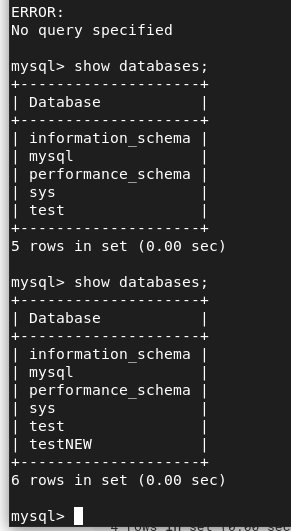 ERROR:
No query specified
mysql> show databases;
+--------------------+
| Database           |
+--------------------+
| information_schema |
| mysql              |
| performance_schema |
| sys                |
| test               |
+--------------------+
5 rows in set (0.00 sec)
mysql> show databases;
+--------------------+
| Database           |
+--------------------+
| information_schema |
| mysql              |
| performance_schema |
| sys                |
| test               |
| testNEW            |
+--------------------+
6 rows in set (0.00 sec)
mysql>
4 rows in set (0.00 sec)